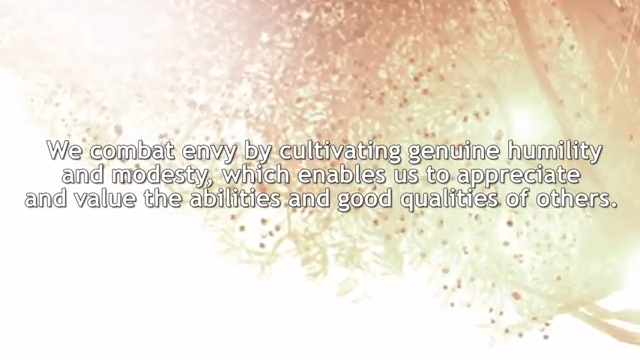 We combat envy by cultivating genuine humility
and modesty, which enables us to appreciate
and value the abilities and good qualities of others.